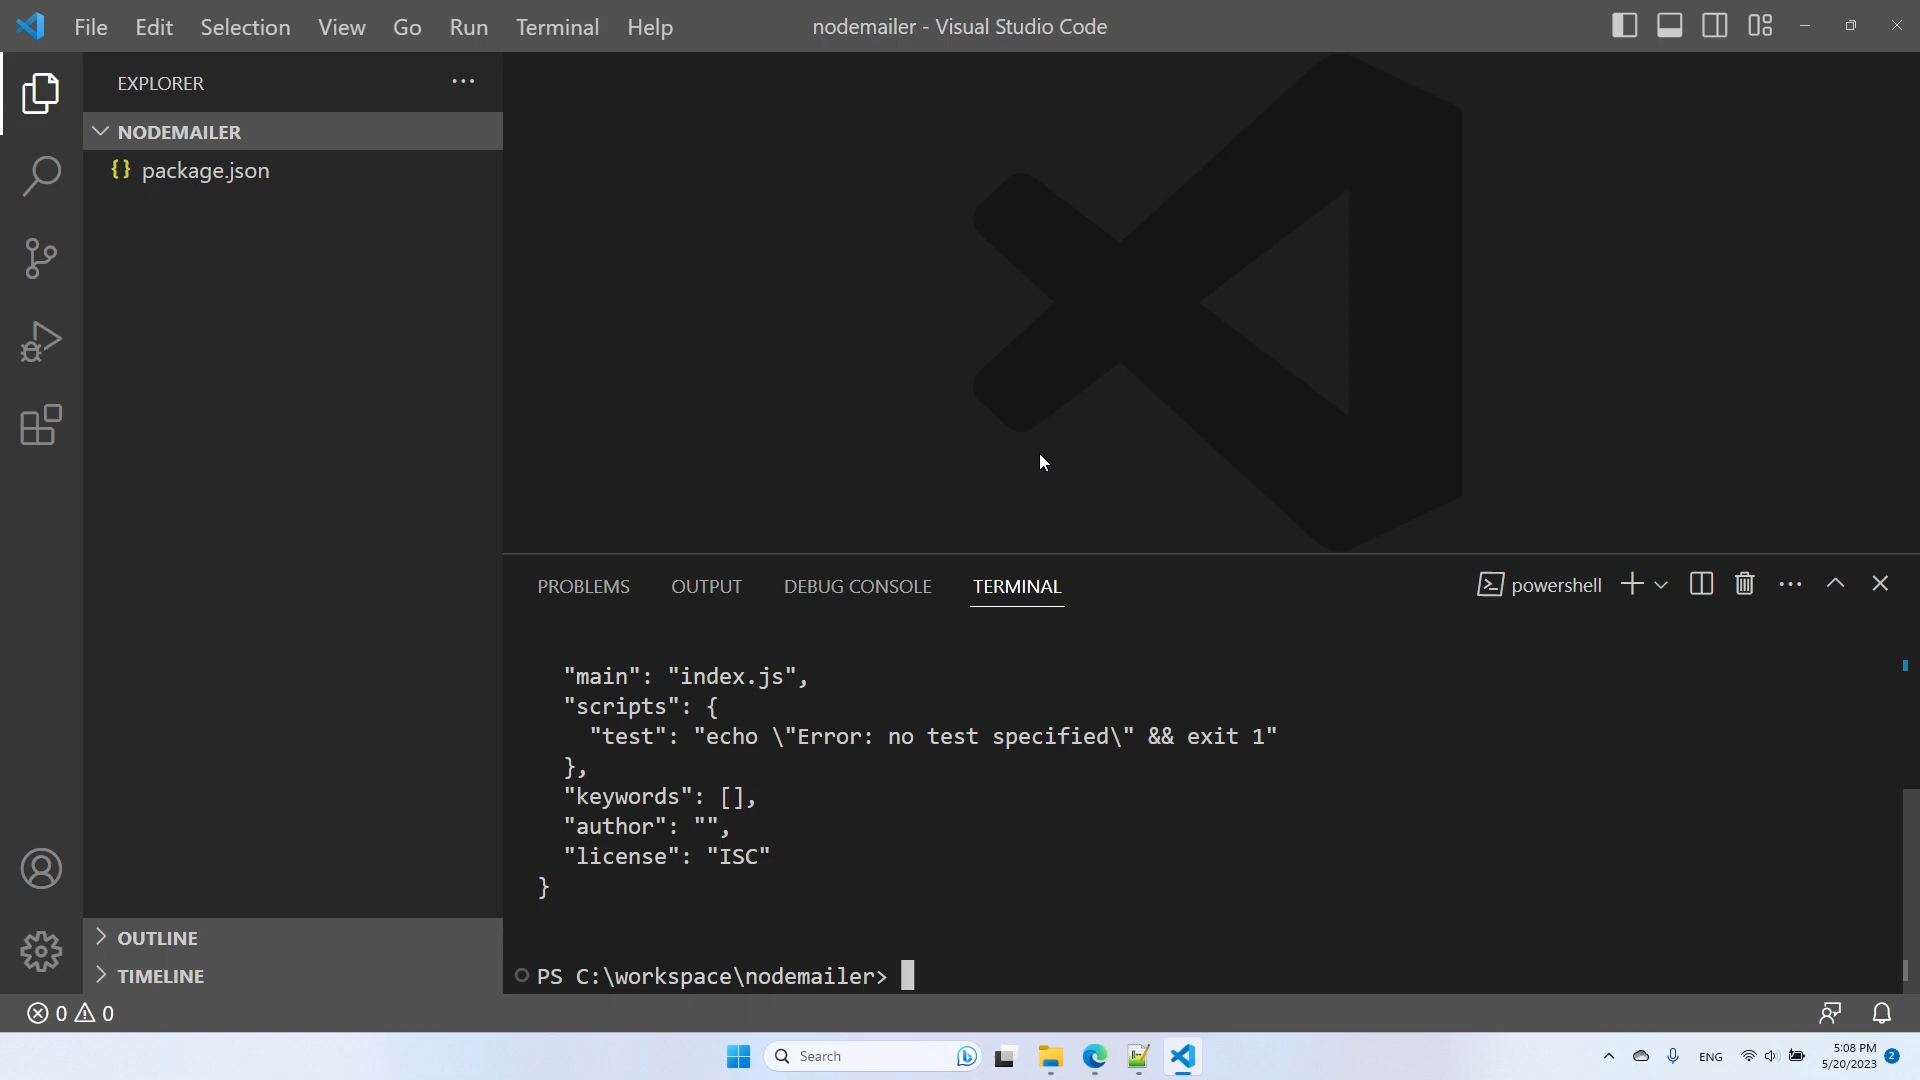 File Edit Selection View Go Run Terminal Help
nodemailer - Visual Studio Code
EXPLORER
NODEMAILER
{} package.json
OUTLINE
TIMELINE
PROBLEMS OUTPUT DEBUG CONSOLE TERMINAL
powershell
"main": "index.js",
"scripts": {
"test": "echo \"Error: no test specified\" && exit 1"
},
"keywords": [],
"author": "",
"license": "ISC"
}
PS C:\workspace\nodemailer>
0 0
Search
ENG
5:08 PM
5/20/2023
2